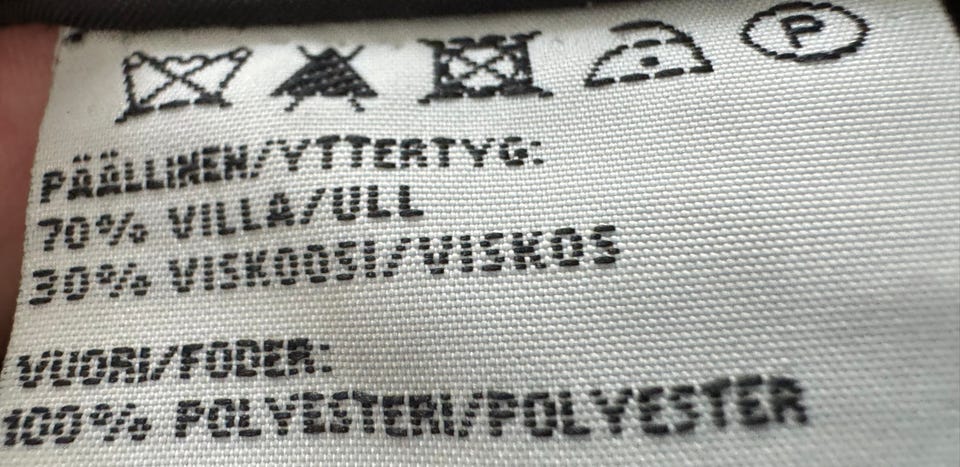 P
PÄÄLLINEN/YTTERTYG:
70% VILLA/ULL
30% VISKOOSI/VISKOS
VUORI/FODER:
100% POLYESTERI/POLYESTER